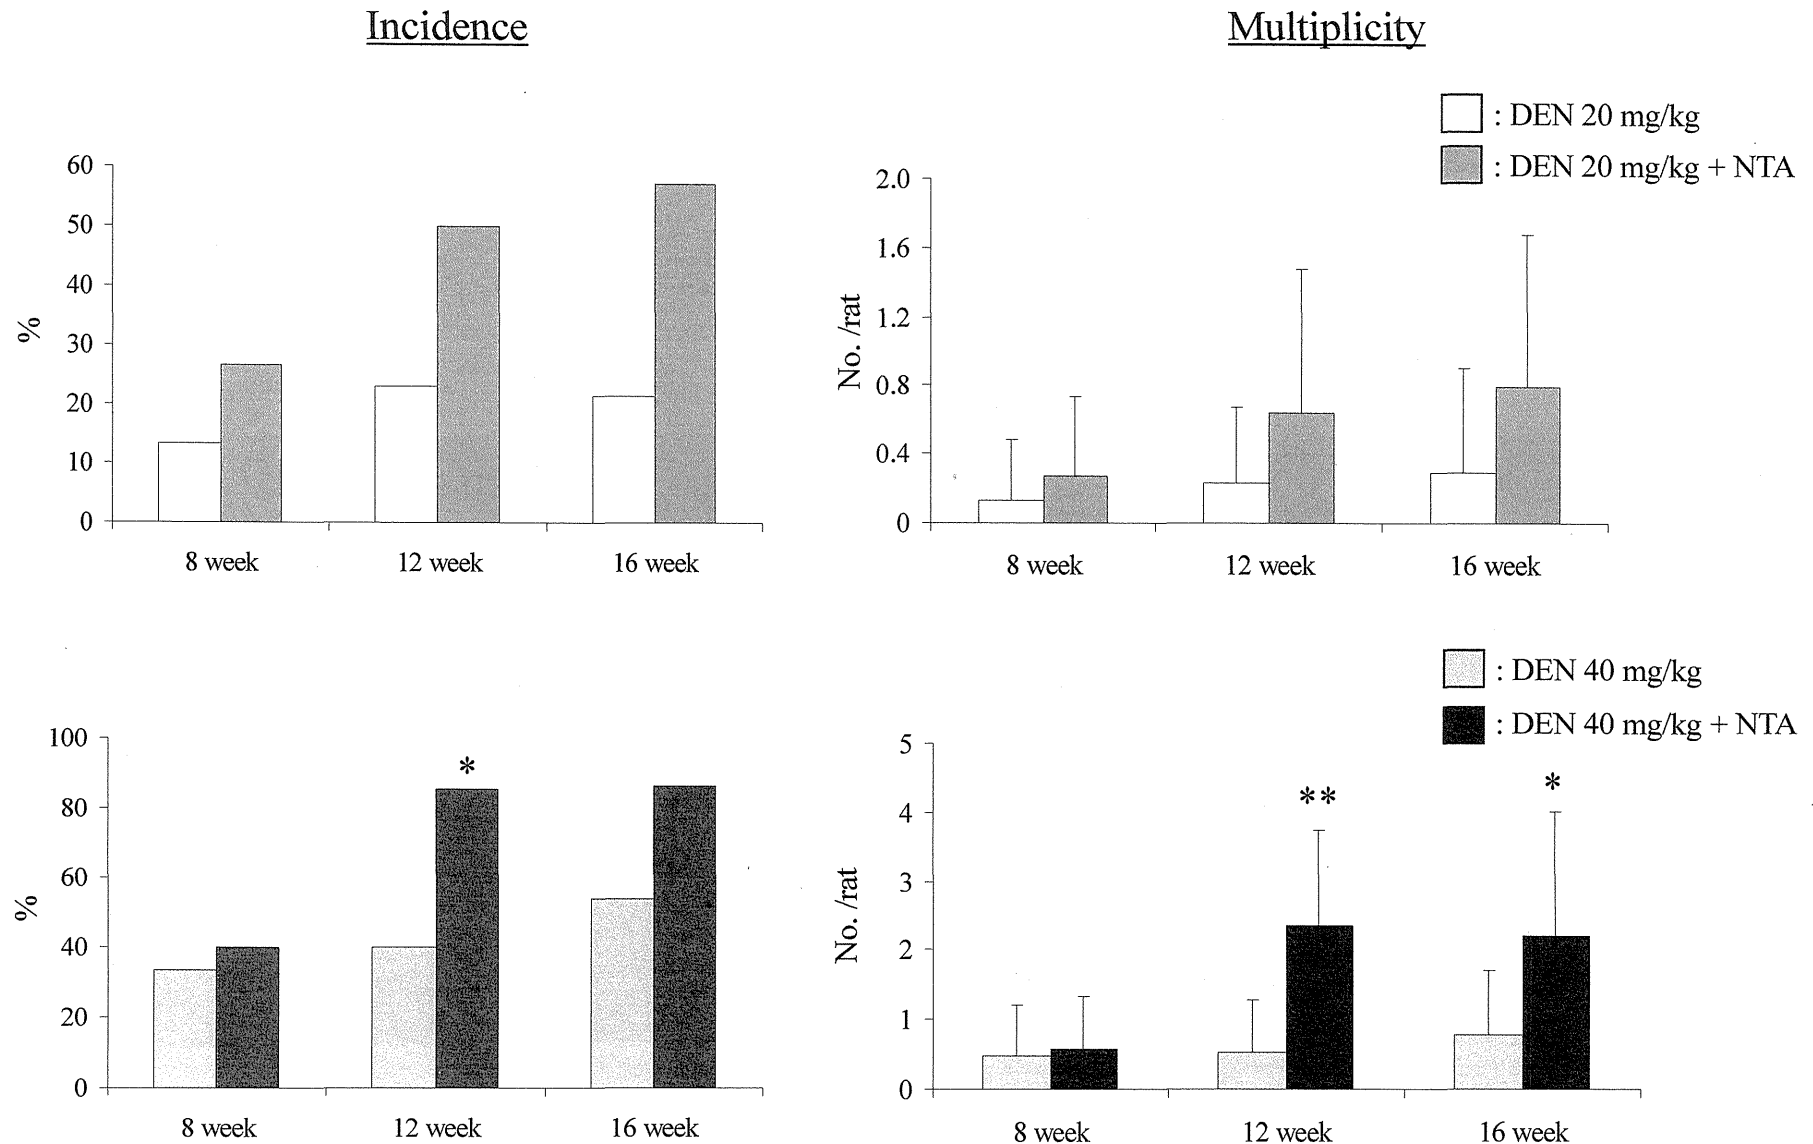 Incidence
Multiplicity
: DEN 20 mg/kg
: DEN 20 mg/kg + NTA
%
60
50
40
30
20
10
0
8 week
12 week
16 week
No. /rat
2.0
1.6
1.2
0.8
0.4
0
8 week
12 week
16 week
: DEN 40 mg/kg
: DEN 40 mg/kg + NTA
%
100
80
60
40
20
0
*
8 week
12 week
16 week
No. /rat
5
4
3
2
1
0
**
*
8 week
12 week
16 week